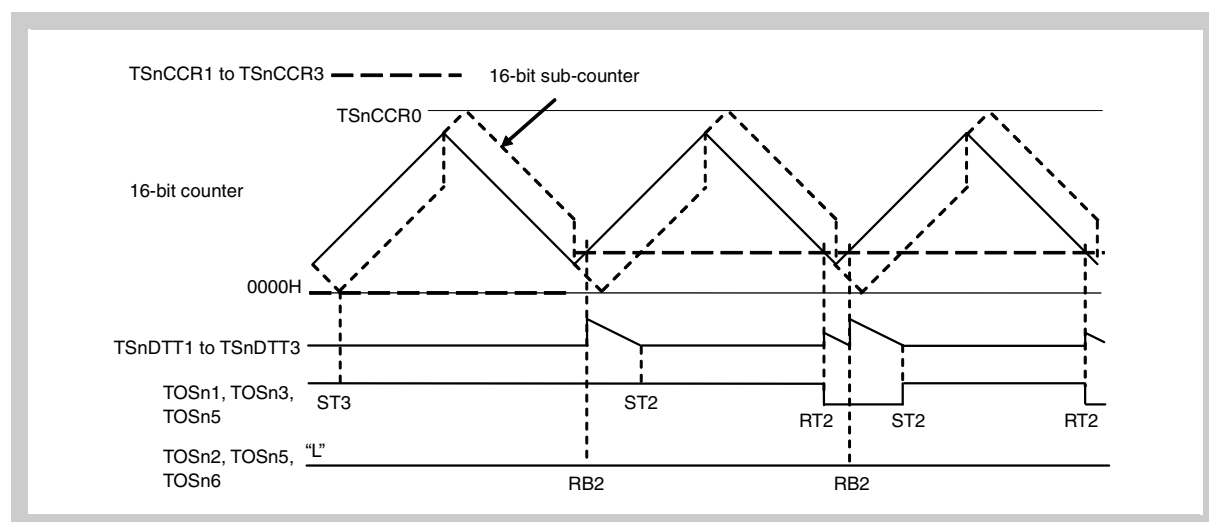 TSnCCR1 to TSnCCR3
16-bit sub-counter
TSnCCR0
16-bit counter
0000H
TSnDTT1 to TSnDTT3
TOSn1, TOSn3,
TOSn5
ST3
ST2
RT2
ST2
RT2
TOSn2, TOSn5,
TOSn6
“L”
RB2
RB2